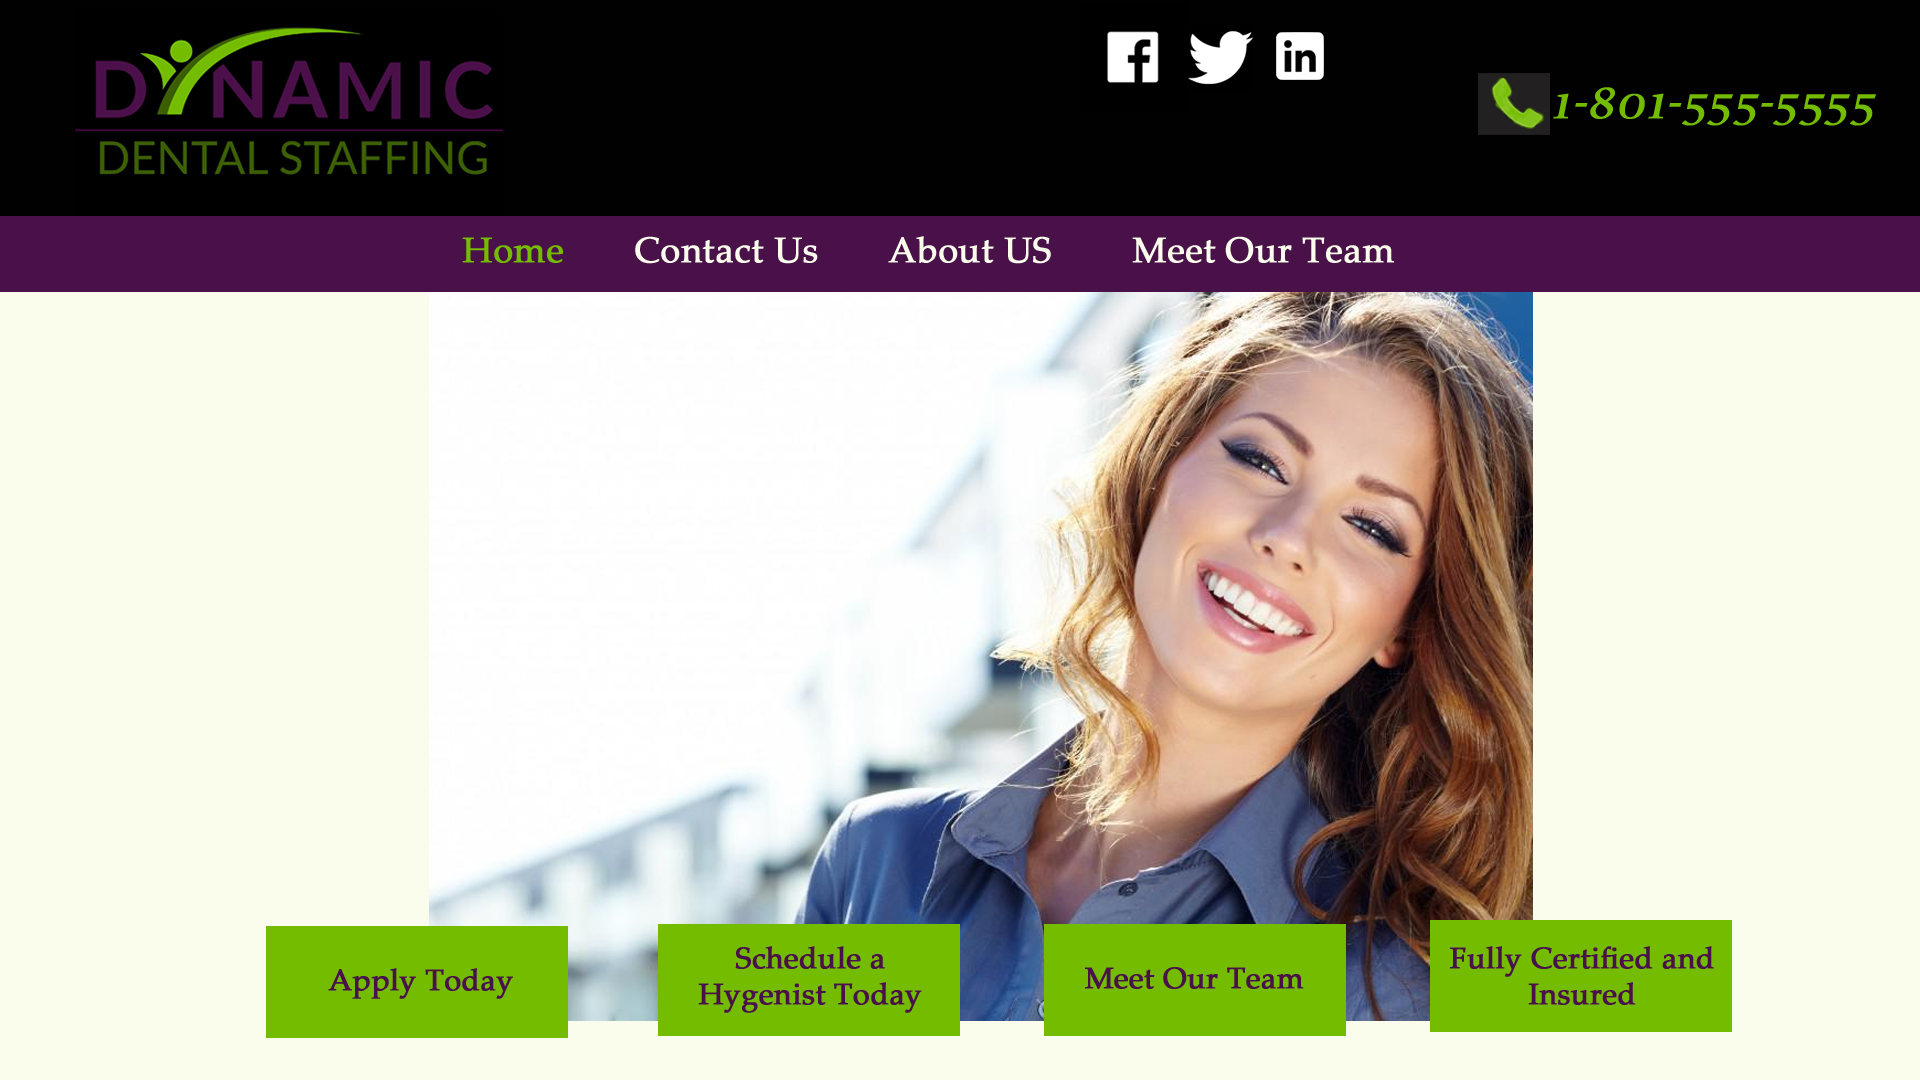 DYNAMIC
DENTAL STAFFING
1-801-555-5555
Home
Contact Us
About US
Meet Our Team
Apply Today
Schedule a
Hygenist Today
Meet Our Team
Fully Certified and
Insured